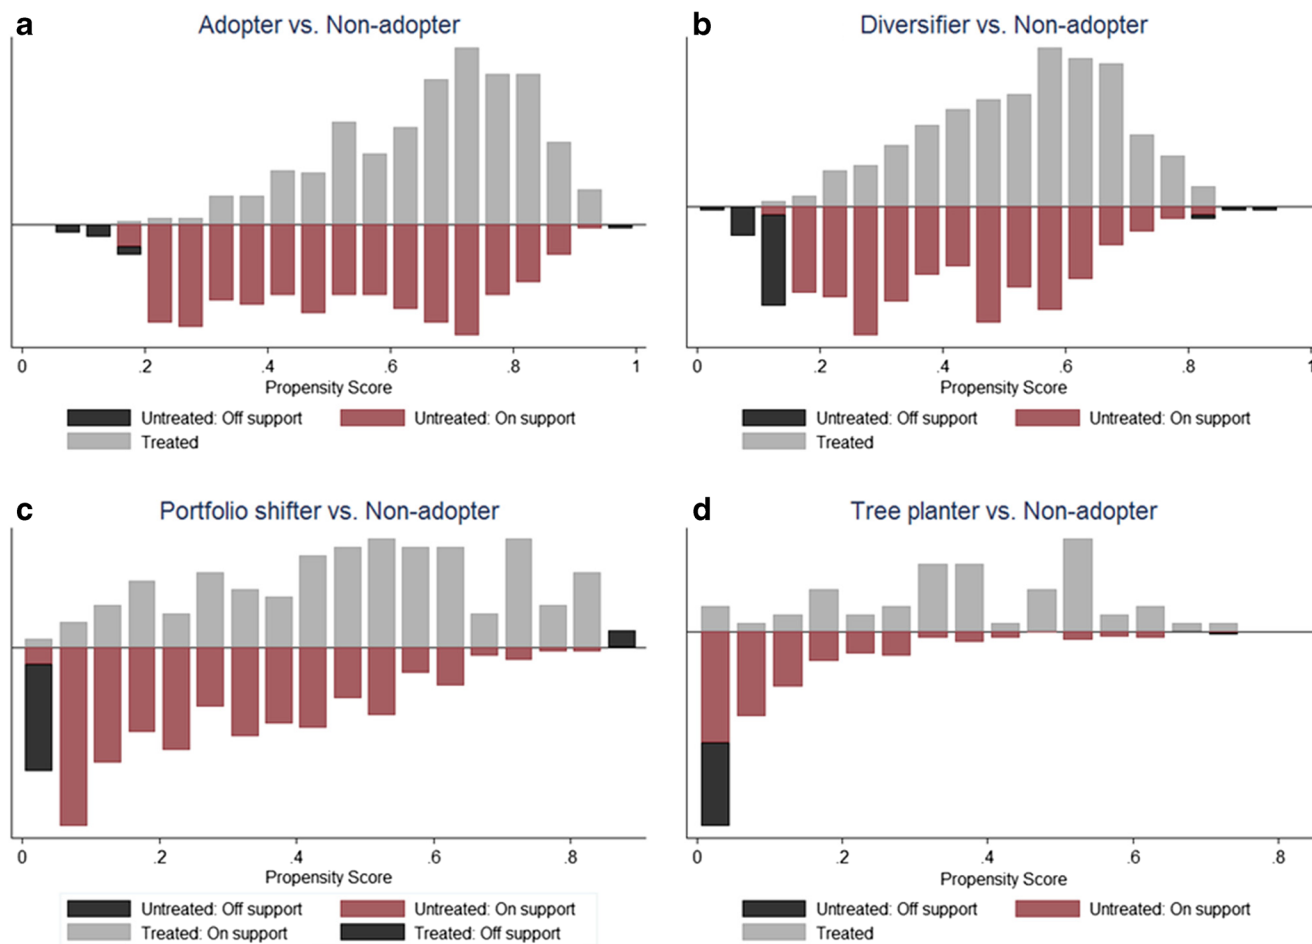 a Adopter vs. Non-adopter
0 .2 .4 .6 .8 1
Propensity Score
Untreated: Off support Untreated: On support
Treated
b Diversifier vs. Non-adopter
0 .2 .4 .6 .8 1
Propensity Score
Untreated: Off support Untreated: On support
Treated
c Portfolio shifter vs. Non-adopter
0 .2 .4 .6 .8
Propensity Score
Untreated: Off support Untreated: On support
Treated: On support Treated: Off support
d Tree planter vs. Non-adopter
0 .2 .4 .6 .8
Propensity Score
Untreated: Off support Untreated: On support
Treated